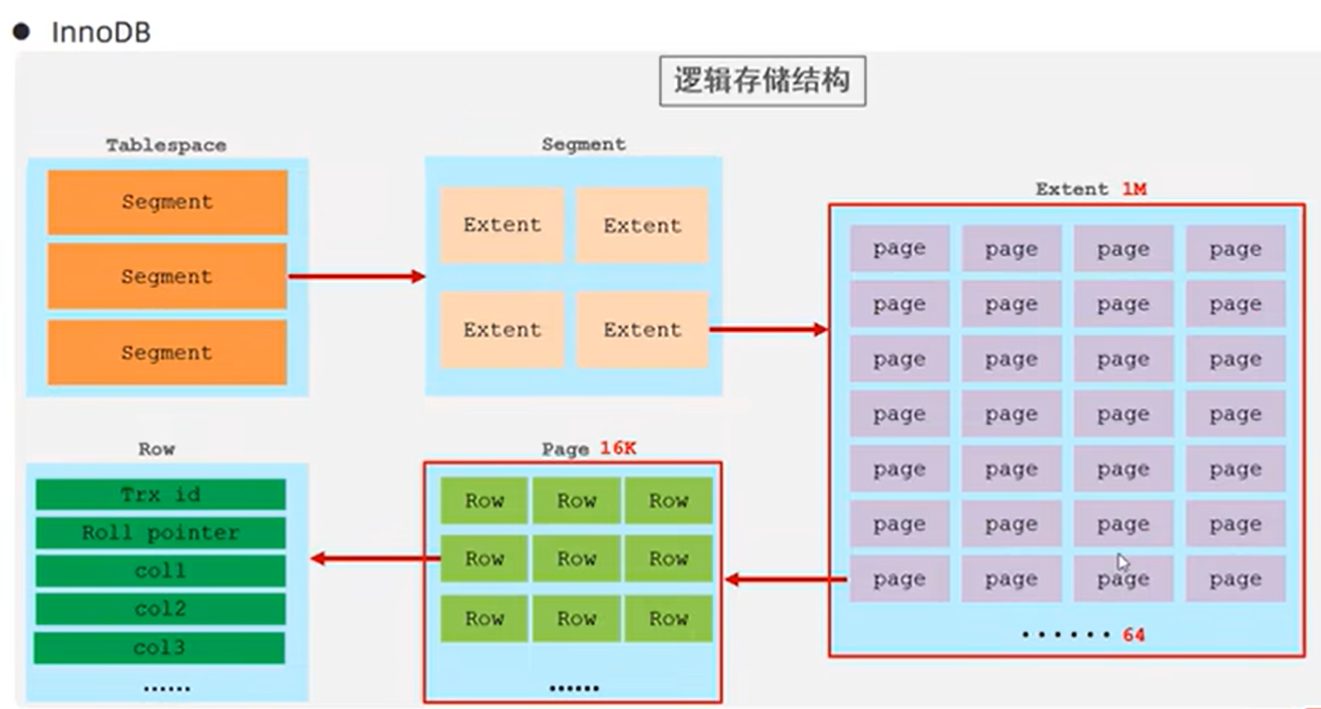 ● InnoDB
逻辑存储结构
Tablespace
Segment
Segment
Segment
Segment
Extent Extent
Extent Extent
Extent 1M
page page page page
page page page page
page page page page
page page page page
page page page page
page page page page
page page page page
······ 64
Page 16K
Row Row Row
Row Row Row
Row Row Row
······
Row
Trx id
Roll pointer
col1
col2
col3
······